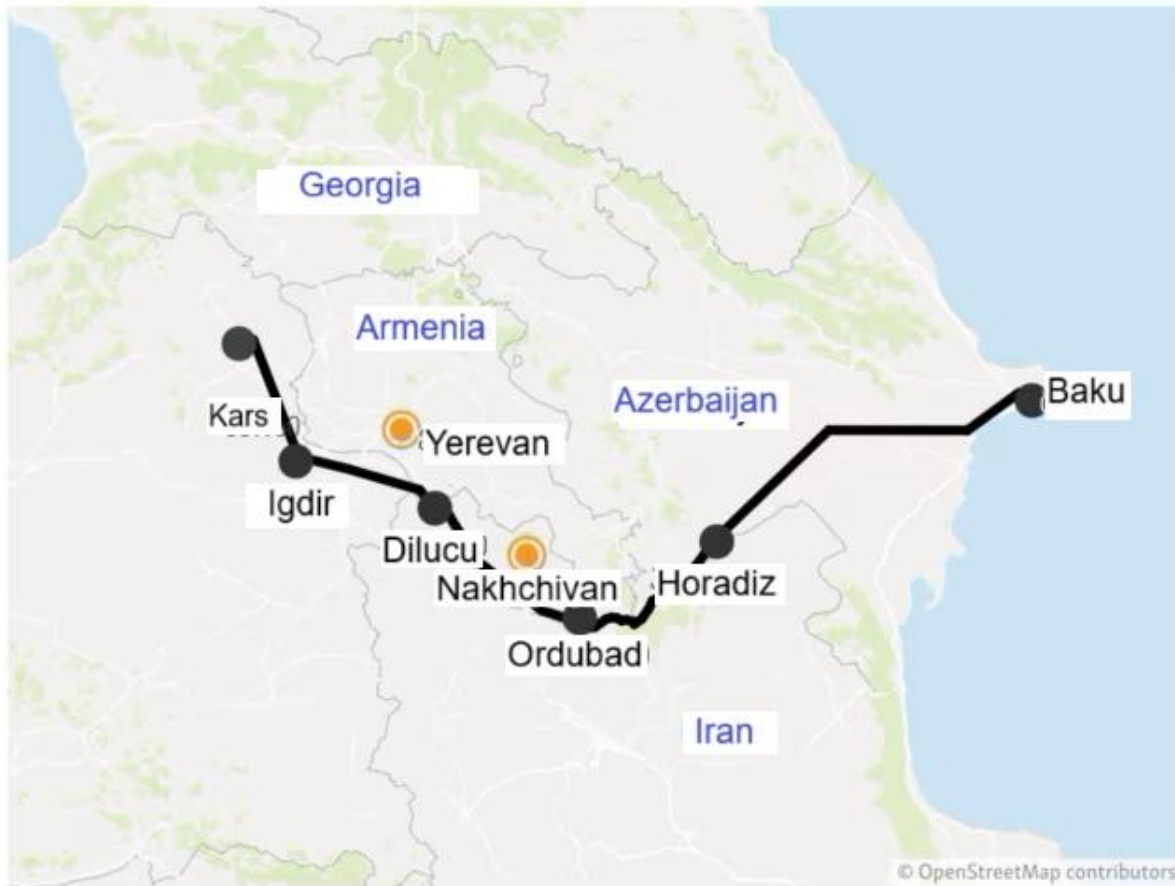 Georgia
Armenia
Azerbaijan
Kars
Baku
Yerevan
Igdir
Dilucu
Nakhchivan
Horadiz
Ordubad
Iran
© OpenStreetMap contributors